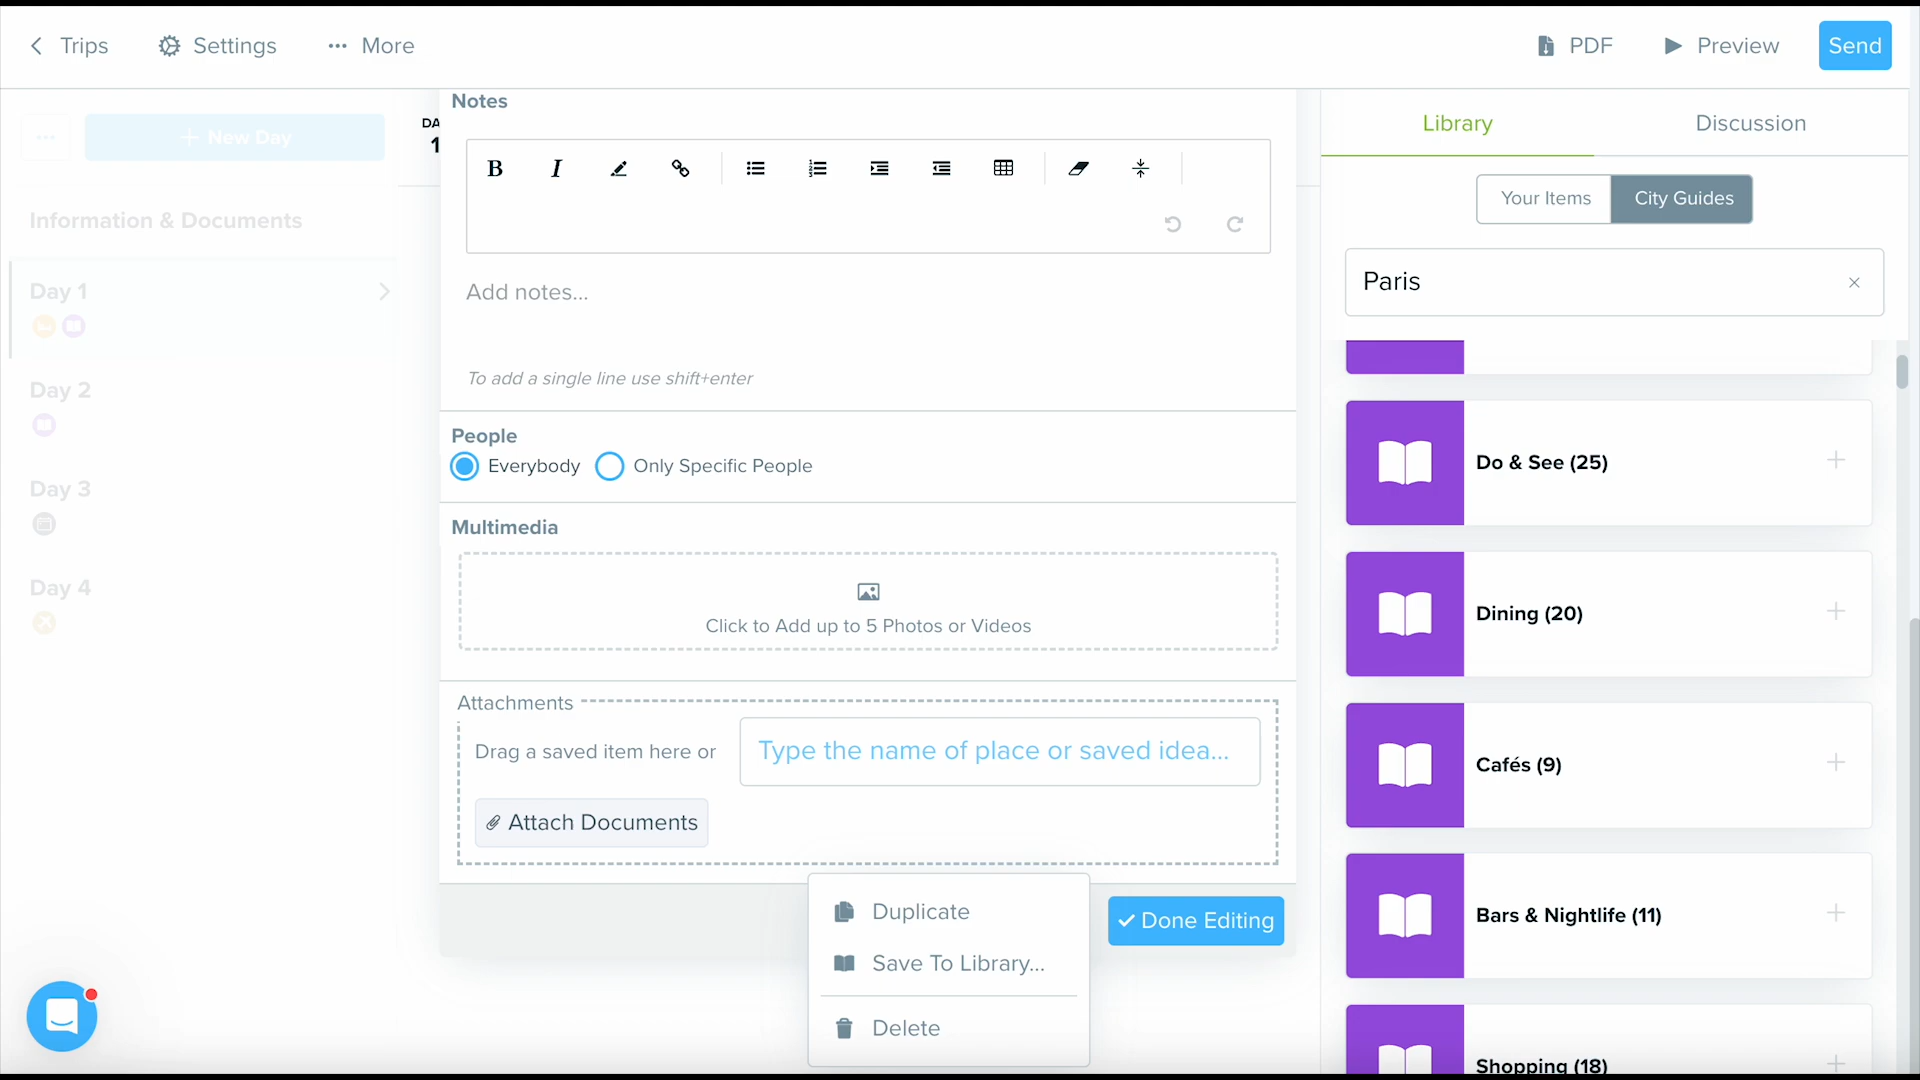 Trips
Settings
More
PDF
Preview
Send
New Day
Information & Documents
Day 1
Day 2
Day 3
Day 4
DA
1
Notes
B I
Add notes...
To add a single line use shift+enter
People
Everybody
Only Specific People
Multimedia
Click to Add up to 5 Photos or Videos
Attachments
Drag a saved item here or
Type the name of place or saved idea...
Attach Documents
Duplicate
Save To Library...
Delete
Done Editing
Library
Discussion
Your Items
City Guides
Paris
Do & See (25)
Dining (20)
Cafés (9)
Bars & Nightlife (11)
Shopping (18)